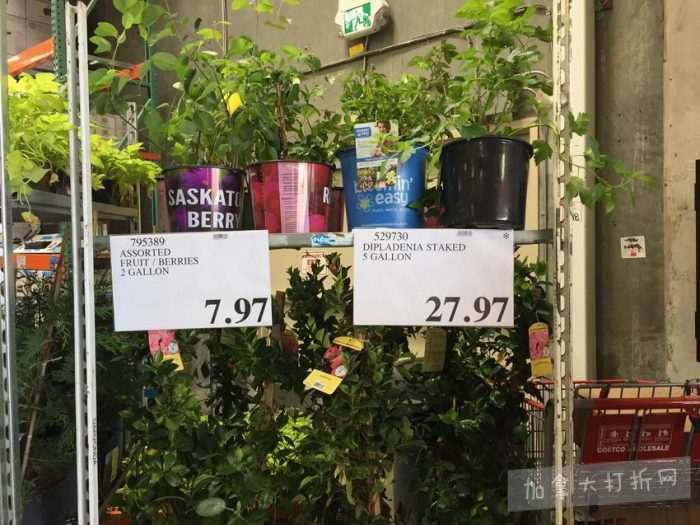 SASKATO
BERRY
R
easy
795389
ASSORTED
FRUIT / BERRIES
2 GALLON
7.97
529730
DIPLADENIA STAKED
5 GALLON
27.97
COSTCO WHOLESALE
加拿大打折网